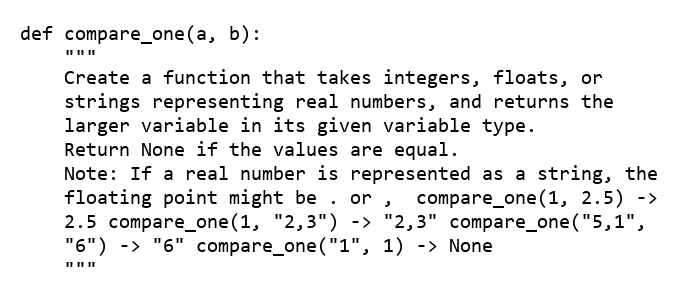 def compare_one(a, b):
    """
    Create a function that takes integers, floats, or
    strings representing real numbers, and returns the
    larger variable in its given variable type.
    Return None if the values are equal.
    Note: If a real number is represented as a string, the
    floating point might be . or ,  compare_one(1, 2.5) ->
    2.5 compare_one(1, "2,3") -> "2,3" compare_one("5,1",
    "6") -> "6" compare_one("1", 1) -> None
    """